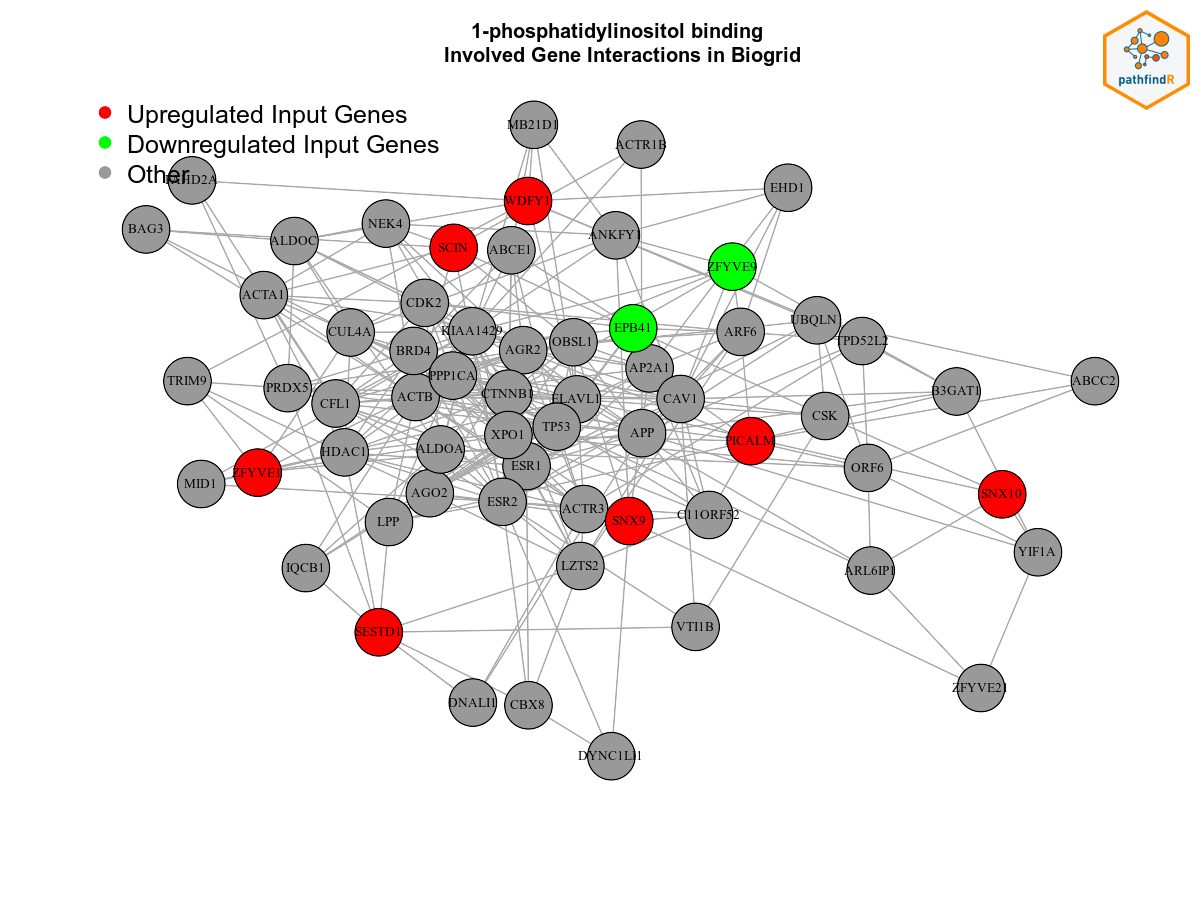 1-phosphatidylinositol binding
Involved Gene Interactions in Biogrid
pathfindR
Upregulated Input Genes
Downregulated Input Genes
Other
MB21D1
ACTR1B
EHD1
WDFY1
BAG3
ALDOC
NEK4
SCIN
ABCE1
ANKFY1
ZFYVE9
ACTA1
CDK2
CUL4A
KIAA1429
EPB41
ARF6
UBQLN
TPD52L2
BRD4
AGR2
OBSL1
AP2A1
TRIM9
PRDX5
PPP1CA
ABCC2
B3GAT1
CFL1
ACTB
CTNNB1
ELAVL1
CAV1
CSK
TP53
APP
PICALM
XPO1
HDAC1
ALDOA
ESR1
ORF6
MID1
ZFYVE1
AGO2
ESR2
SNX10
LPP
ACTR3
SNX9
C11ORF52
YIF1A
IQCB1
LZTS2
ARL6IP1
SESTD1
VTI1B
ZFYVE21
DNALI1
CBX8
DYNC1LI1